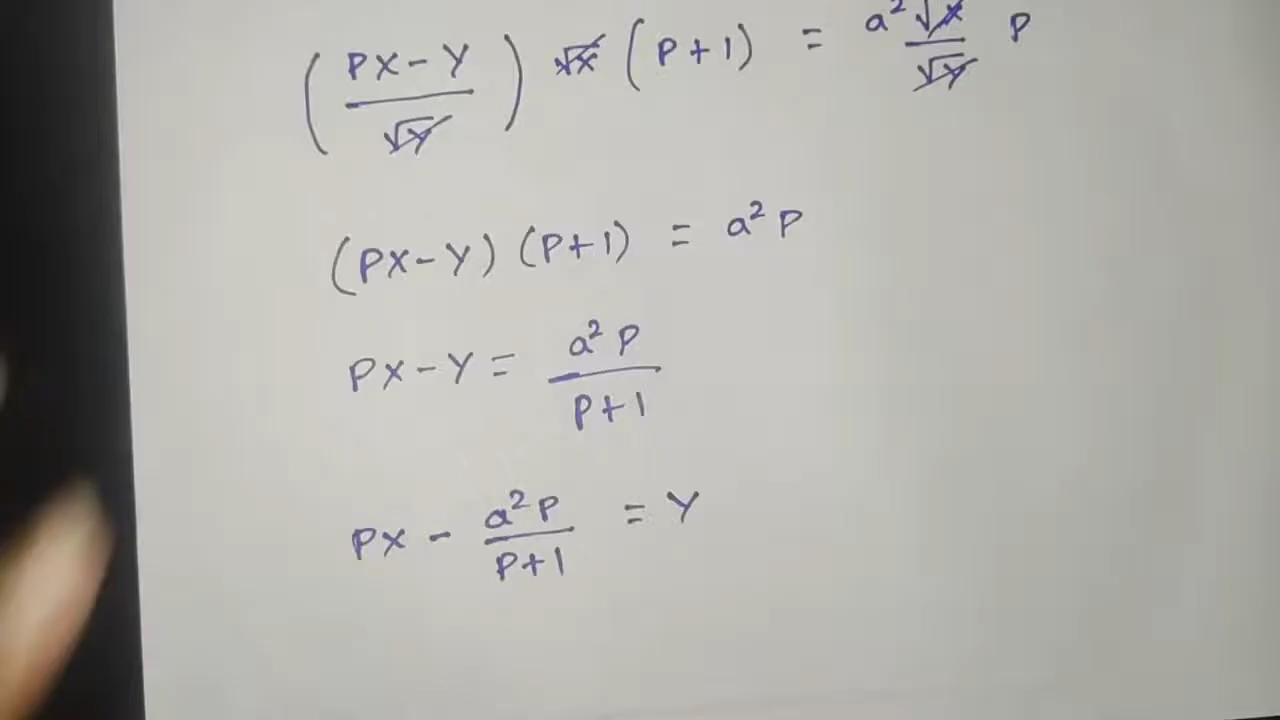 (PX-Y / √Y) √X (P+1) = a² √X / √Y P
(PX-Y) (P+1) = a² P
PX-Y = a² P / P+1
PX - a² P / P+1 = Y